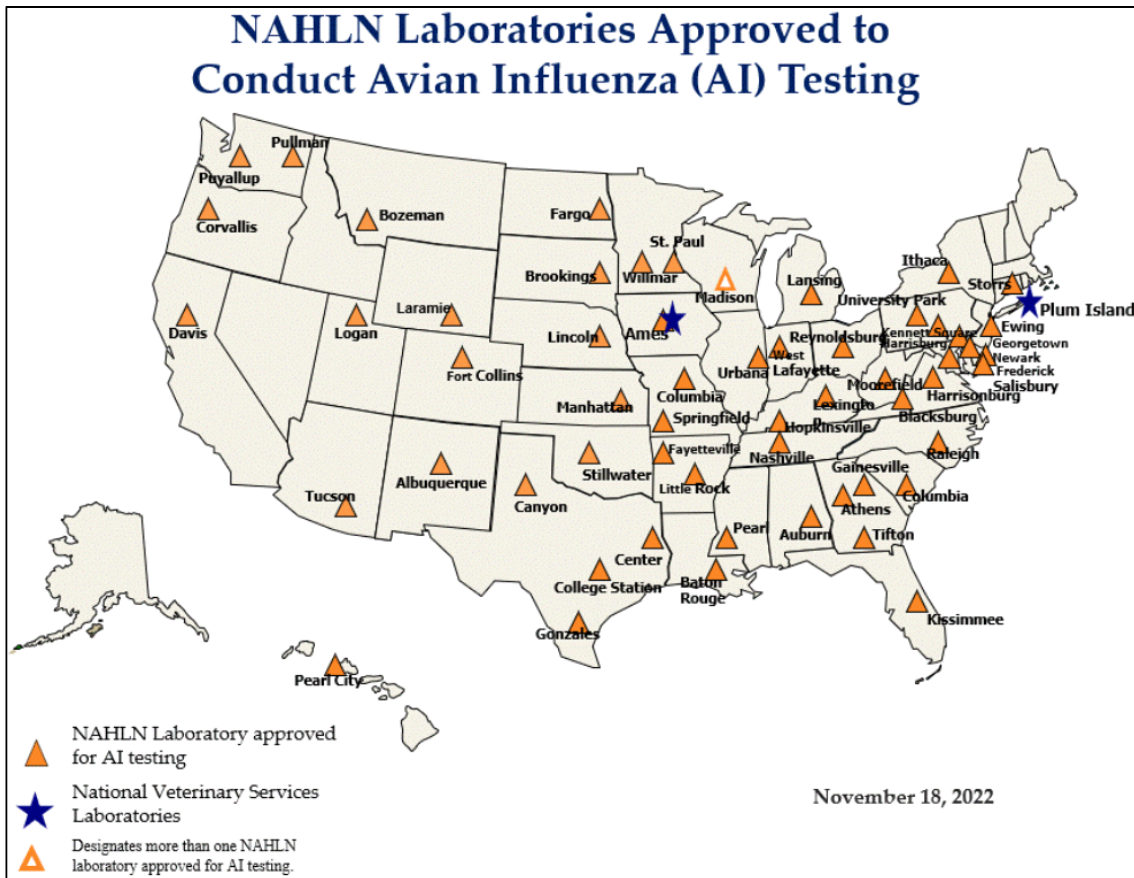 NAHLN Laboratories Approved to
Conduct Avian Influenza (AI) Testing
Pullman
Puyallup
Corvallis
Bozeman
Fargo
St. Paul
Willmar
Brookings
Madison
Lansing
Ithaca
Storrs
Plum Island
University Park
Ewing
Kennett Square
Georgetown
Harrisburg
Newark
Frederick
Salisbury
Davis
Logan
Laramie
Lincoln
Ames
Reynoldsburg
Urbana
West
Lafayette
Fort Collins
Columbia
Moorefield
Harrisonburg
Manhattan
Springfield
Lexingto
n
Blacksburg
Hopkinsville
Nashville
Raleigh
Fayetteville
Stillwater
Little Rock
Albuquerque
Tucson
Canyon
Gainesville
Athens
Columbia
Pearl
Auburn
Tifton
Center
College Station
Baton
Rouge
Gonzales
Kissimmee
Pearl City
NAHLN Laboratory approved
for AI testing
National Veterinary Services
Laboratories
Designates more than one NAHLN
laboratory approved for AI testing.
November 18, 2022